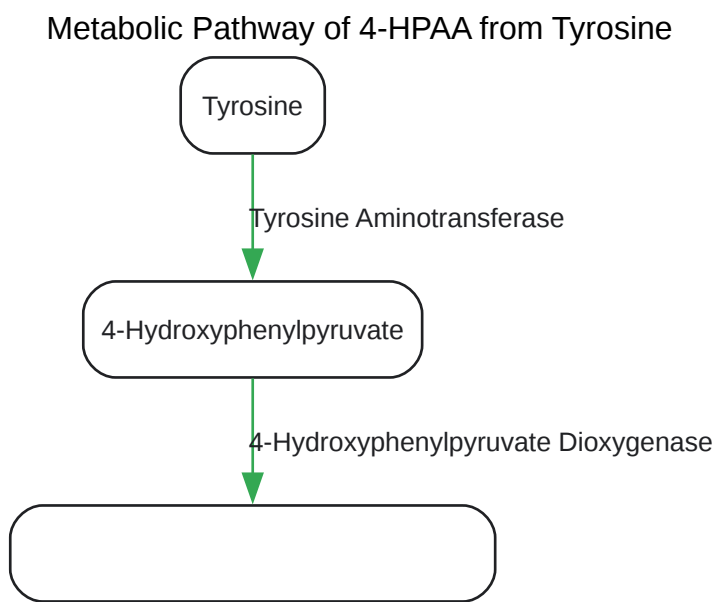 Metabolic Pathway of 4-HPAA from Tyrosine
Tyrosine
Tyrosine Aminotransferase
4-Hydroxyphenylpyruvate
4-Hydroxyphenylpyruvate Dioxygenase